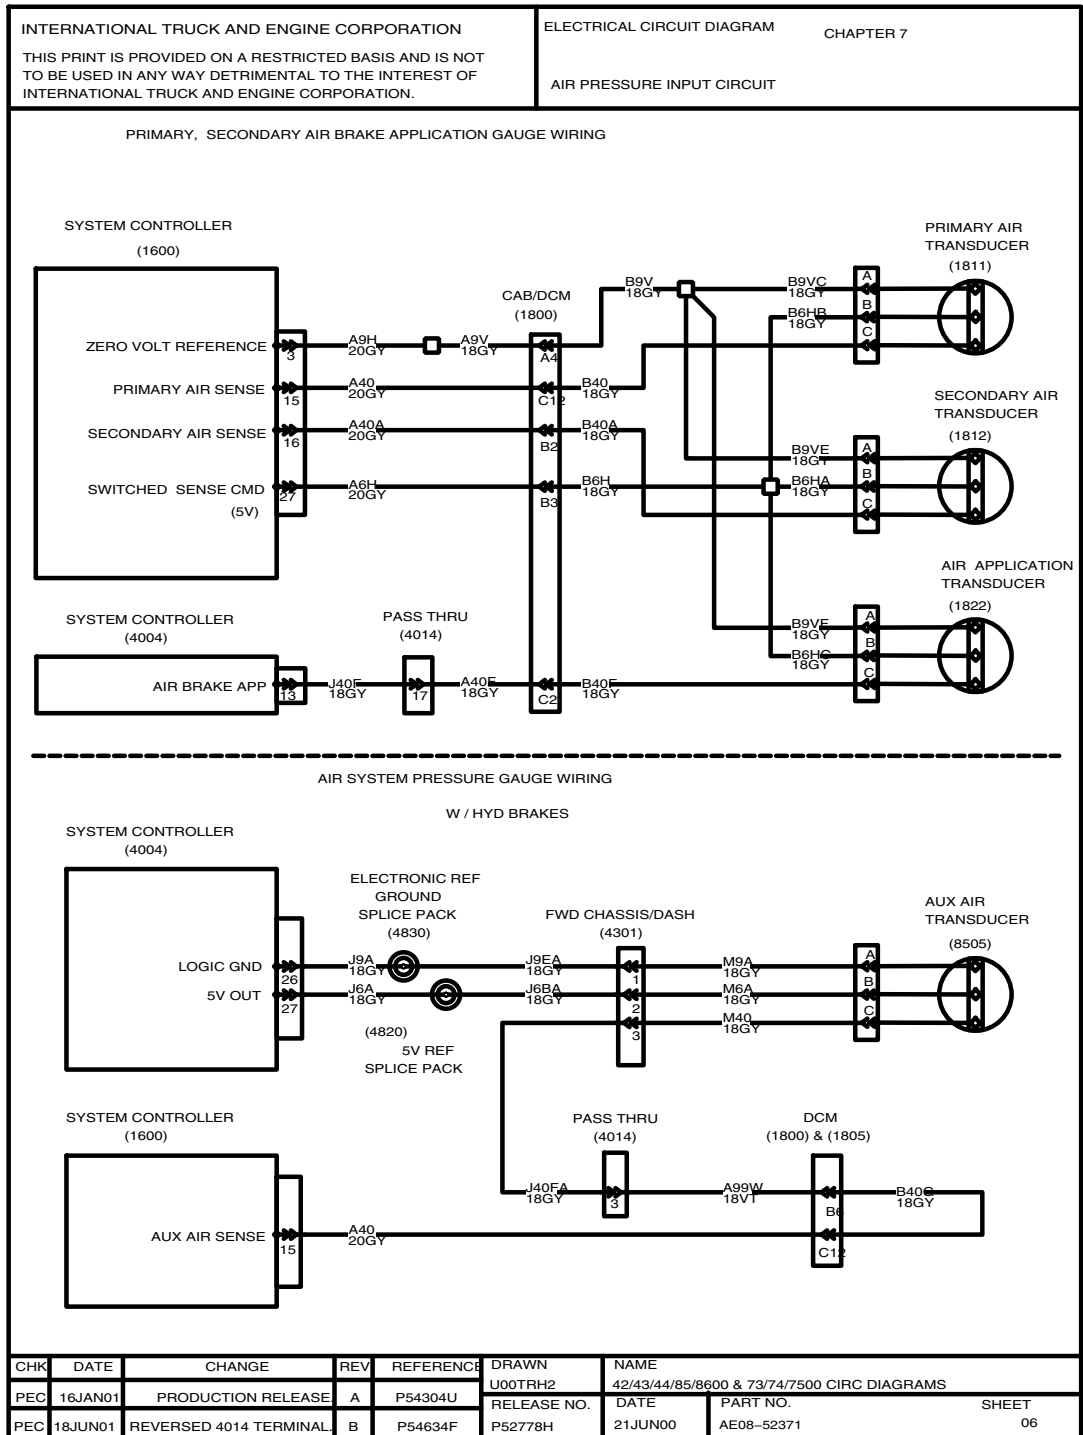 INTERNATIONAL TRUCK AND ENGINE CORPORATION
THIS PRINT IS PROVIDED ON A RESTRICTED BASIS AND IS NOT
TO BE USED IN ANY WAY DETRIMENTAL TO THE INTEREST OF
INTERNATIONAL TRUCK AND ENGINE CORPORATION.
ELECTRICAL CIRCUIT DIAGRAM
CHAPTER 7
AIR PRESSURE INPUT CIRCUIT
PRIMARY, SECONDARY AIR BRAKE APPLICATION GAUGE WIRING
SYSTEM CONTROLLER
(1600)
ZERO VOLT REFERENCE
PRIMARY AIR SENSE
SECONDARY AIR SENSE
SWITCHED SENSE CMD
(5V)
3
15
16
27
A9H
20GY
A9V
18GY
A40
20GY
A40A
20GY
A6H
20GY
CAB/DCM
(1800)
A4
C12
B2
B3
C2
B9V
18GY
B40
18GY
B40A
18GY
B6H
18GY
B9VC
18GY
B6HB
18GY
A
B
C
PRIMARY AIR
TRANSDUCER
(1811)
SECONDARY AIR
TRANSDUCER
(1812)
B9VE
18GY
B6HA
18GY
A
B
C
AIR APPLICATION
TRANSDUCER
(1822)
18GY
18GY
A
B
C
SYSTEM CONTROLLER
(4004)
AIR BRAKE APP
13
J40F
18GY
PASS THRU
(4014)
17
A40F
18GY
B40F
18GY
AIR SYSTEM PRESSURE GAUGE WIRING
W / HYD BRAKES
SYSTEM CONTROLLER
(4004)
LOGIC GND
5V OUT
26
27
ELECTRONIC REF
GROUND
SPLICE PACK
(4830)
J9A
18GY
J6A
18GY
(4820)
5V REF
SPLICE PACK
J9EA
18GY
J6BA
18GY
FWD CHASSIS/DASH
(4301)
1
2
3
M9A
18GY
M6A
18GY
M40
18GY
A
B
C
AUX AIR
TRANSDUCER
(8505)
SYSTEM CONTROLLER
(1600)
AUX AIR SENSE
15
A40
20GY
J40FA
18GY
PASS THRU
(4014)
3
A99W
18VT
DCM
(1800) & (1805)
B6
C12
B40G
18GY
CHK DATE CHANGE REV REFERENCE
PEC 16JAN01 PRODUCTION RELEASE. A P54304U
PEC 18JUN01 REVERSED 4014 TERMINAL. B P54634F
DRAWN
U00TRH2
RELEASE NO.
P52778H
NAME
42/43/44/85/8600 & 73/74/7500 CIRC DIAGRAMS
DATE
21JUN00
PART NO.
AE08–52371
SHEET
06